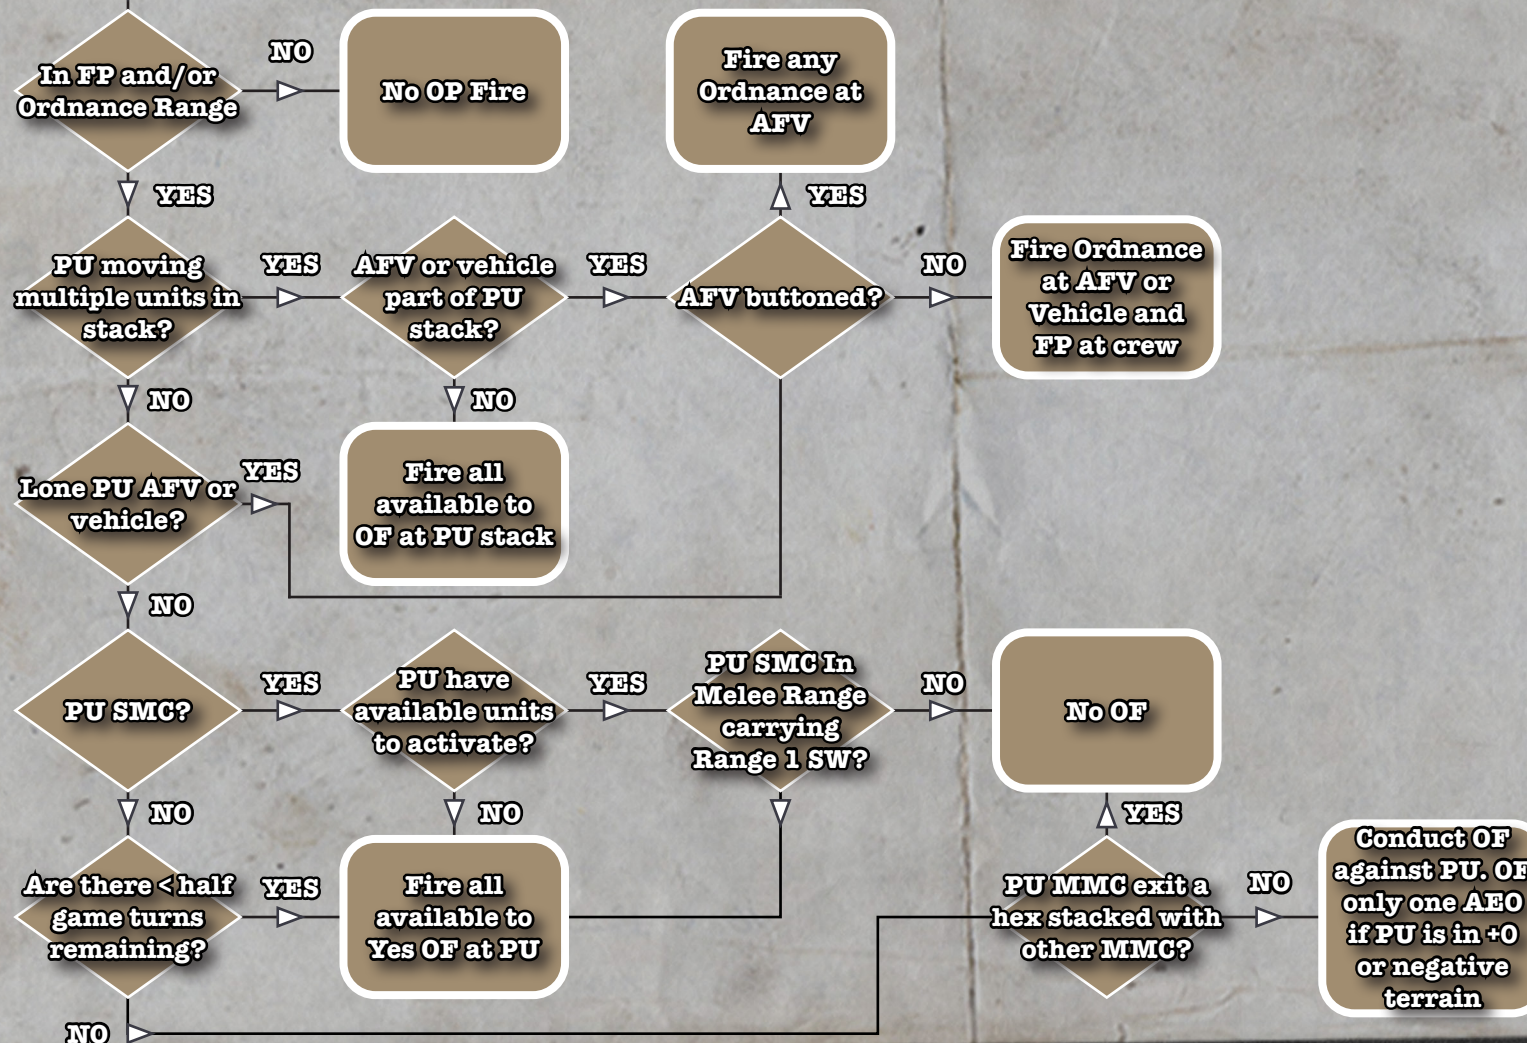 In FP and/or
Ordnance Range
NO
No OP Fire
Fire any
Ordnance at
AFV
YES
YES
PU moving
multiple units in
stack?
YES
AFV or vehicle
part of PU
stack?
YES
AFV buttoned?
NO
Fire Ordnance
at AFV or
Vehicle and
FP at crew
NO
NO
Lone PU AFV or
vehicle?
YES
Fire all
available to
OF at PU stack
NO
PU SMC?
YES
PU have
available units
to activate?
YES
PU SMC In
Melee Range
carrying
Range 1 SW?
NO
No OF
NO
NO
YES
Are there < half
game turns
remaining?
YES
Fire all
available to
Yes OF at PU
PU MMC exit a
hex stacked with
other MMC?
NO
Conduct OF
against PU. OF
only one AEO
if PU is in +0
or negative
terrain
NO